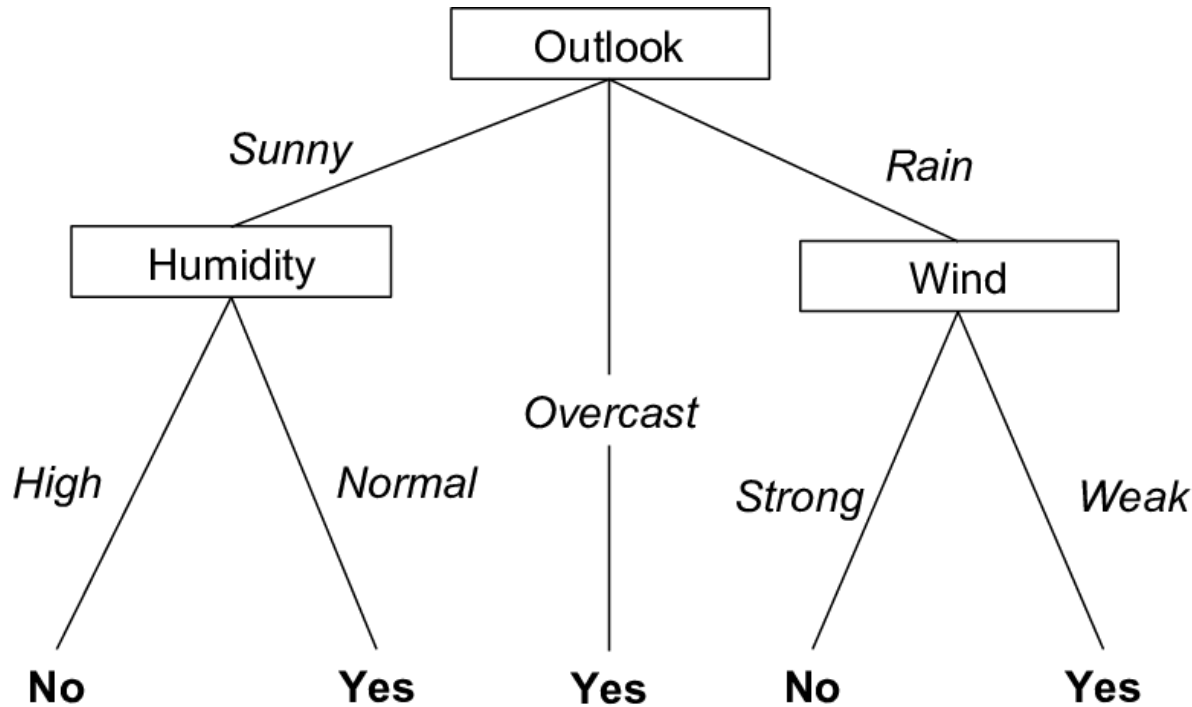 Outlook
Sunny
Rain
Humidity
Wind
Overcast
High
Normal
Strong
Weak
No
Yes
Yes
No
Yes